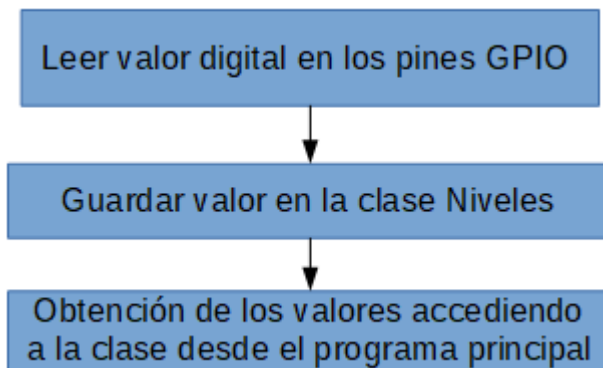 Leer valor digital en los pines GPIO
Guardar valor en la clase Niveles
Obtención de los valores accediendo
a la clase desde el programa principal